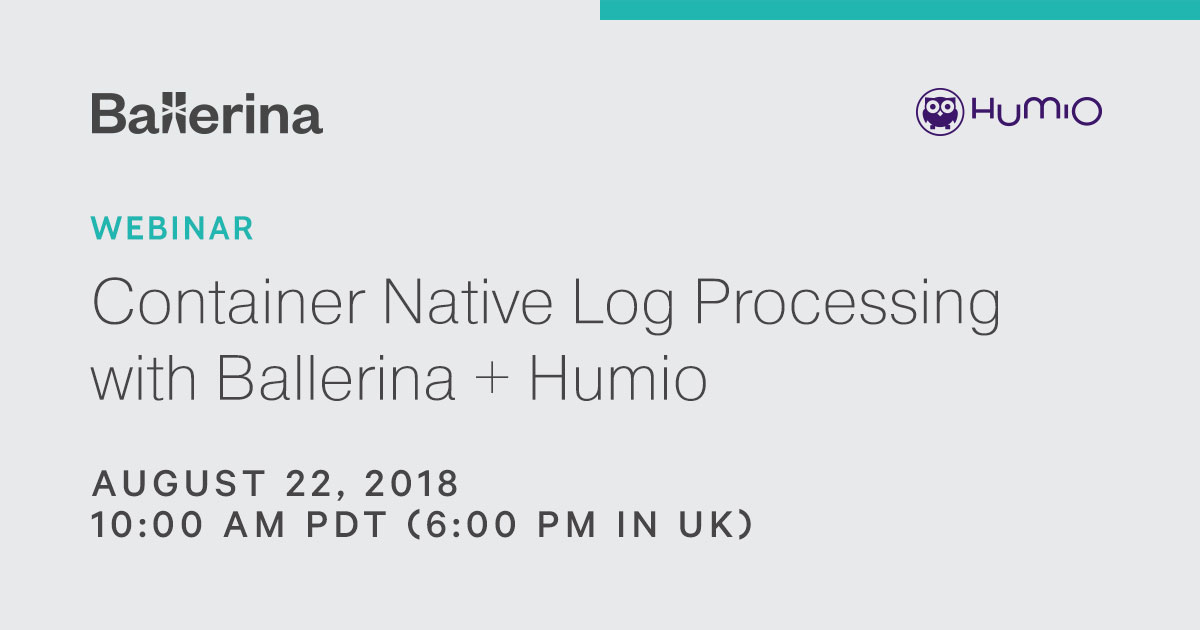 Ballerina
HUMIO
WEBINAR
Container Native Log Processing
with Ballerina + Humio
AUGUST 22, 2018
10:00 AM PDT (6:00 PM IN UK)